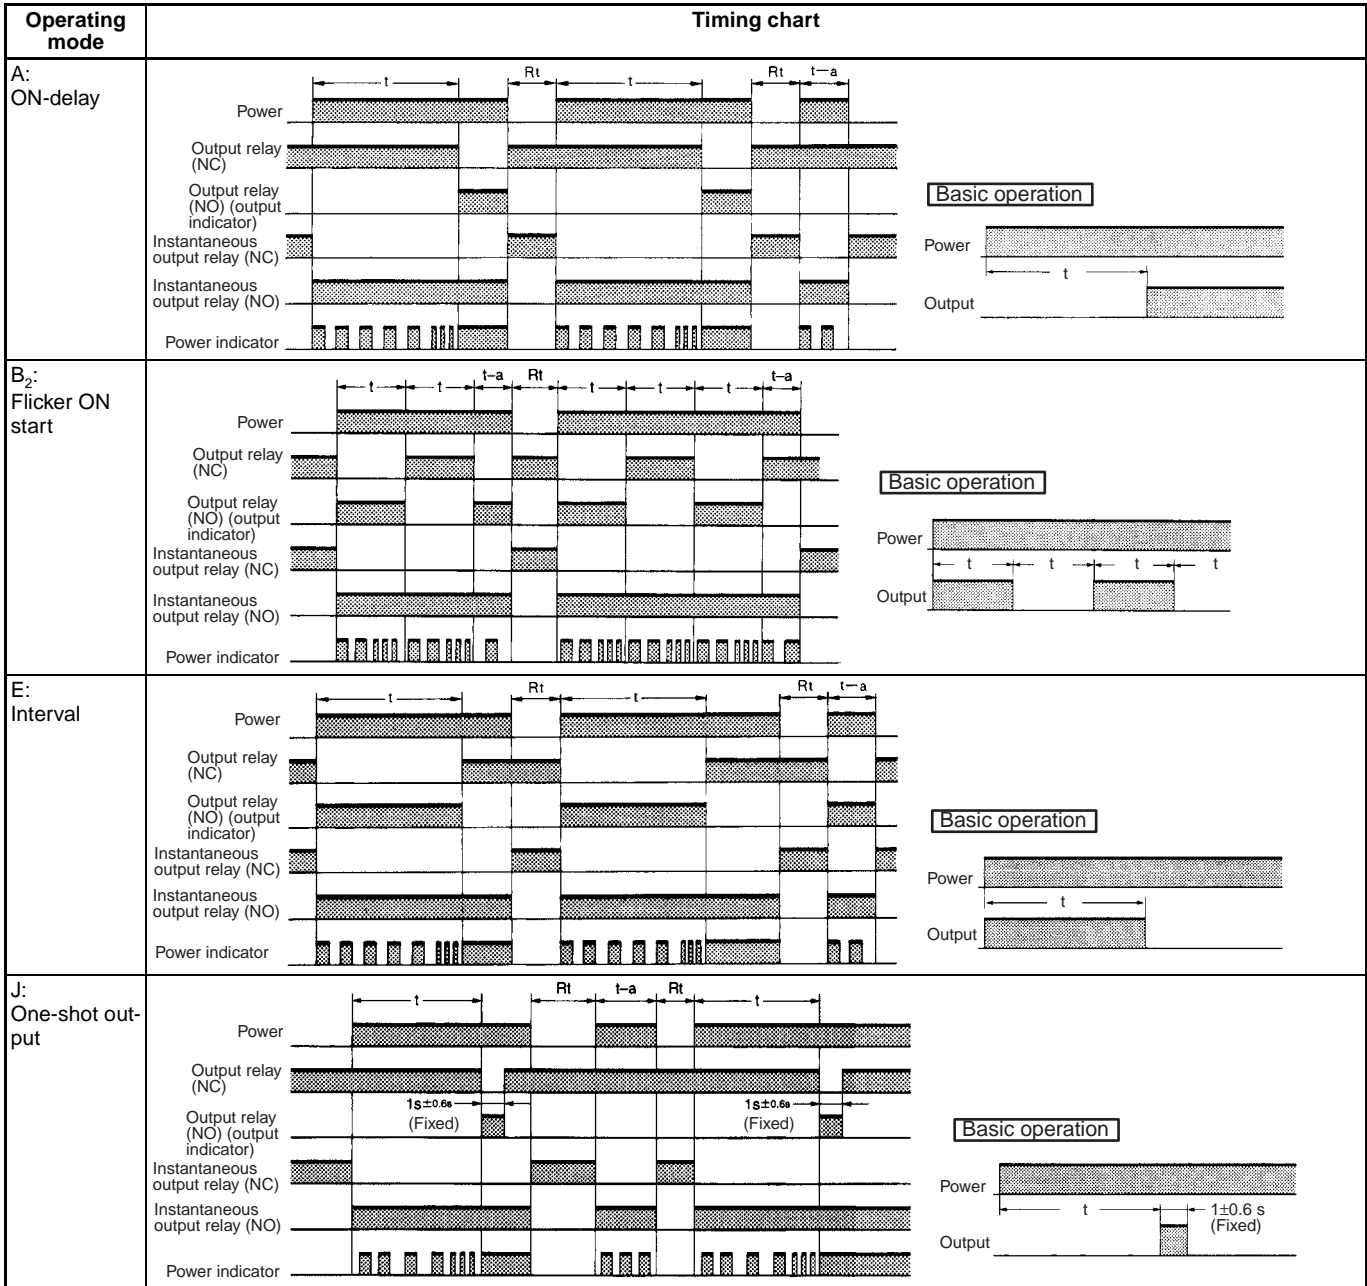 Operating
mode
Timing chart
A:
ON-delay
t Rt t Rt t–a
Power
Output relay
(NC)
Output relay
(NO) (output
indicator)
Instantaneous
output relay (NC)
Instantaneous
output relay (NO)
Power indicator
Basic operation
Power
t
Output
B2:
Flicker ON
start
t t t–a Rt t t t t–a
Power
Output relay
(NC)
Output relay
(NO) (output
indicator)
Instantaneous
output relay (NC)
Instantaneous
output relay (NO)
Power indicator
Basic operation
Power
t t t t
Output
E:
Interval
t Rt t Rt t–a
Power
Output relay
(NC)
Output relay
(NO) (output
indicator)
Instantaneous
output relay (NC)
Instantaneous
output relay (NO)
Power indicator
Basic operation
Power
t
Output
J:
One-shot out-
put
t Rt t–a Rt t
Power
Output relay
(NC)
1s±0.6s 1s±0.6s
Output relay
(Fixed) (Fixed)
(NO) (output
indicator)
Instantaneous
output relay (NC)
Instantaneous
output relay (NO)
Power indicator
Basic operation
Power
t 1±0.6 s
(Fixed)
Output